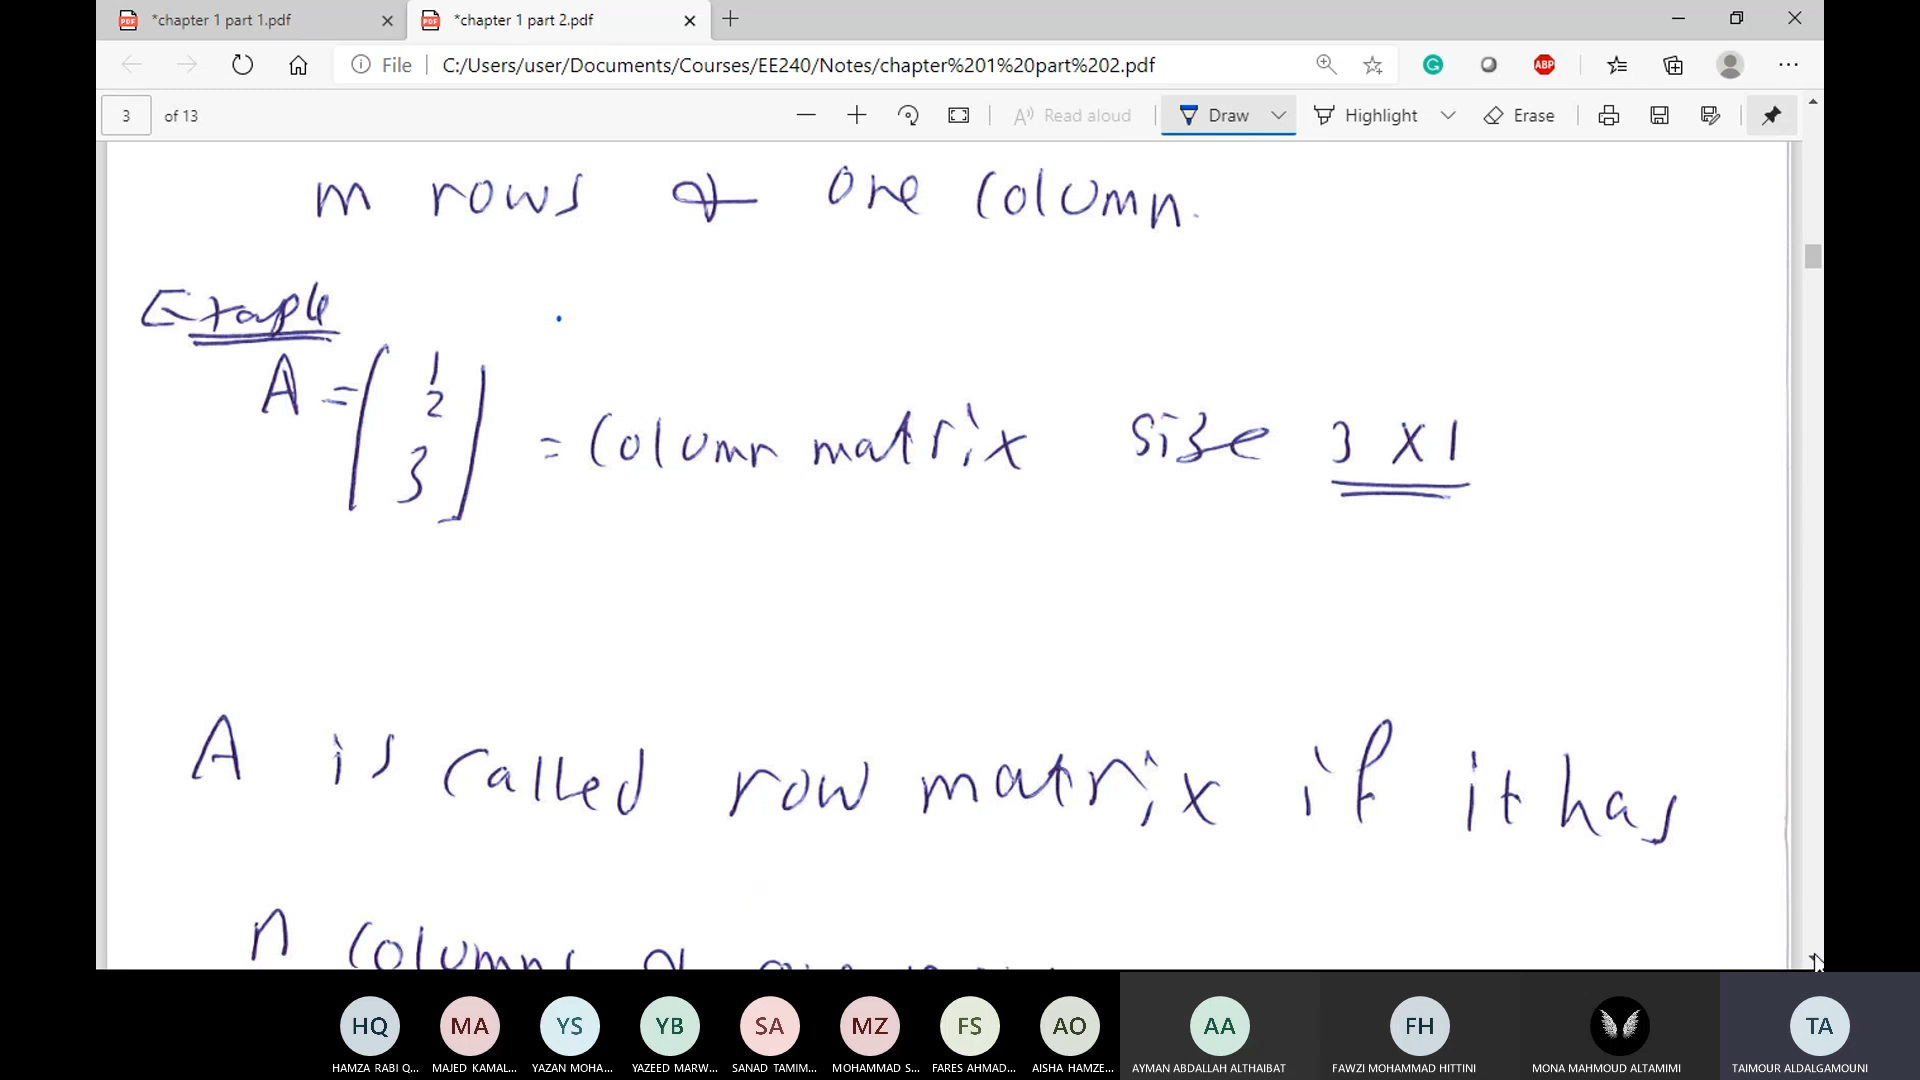 *chapter 1 part 1.pdf
*chapter 1 part 2.pdf
File
C:/Users/user/Documents/Courses/EE240/Notes/chapter%201%20part%202.pdf
ABP
3 of 13
Read aloud
Draw
Highlight
Erase
m rows & one column.
Example
A = [ 1
2
3 ] = column matrix size 3 X 1
A is called row matrix if it has
n columns &
HQ MA YS YB SA MZ FS AO AA FH TA
HAMZA RABI Q... MAJED KAMAL... YAZAN MOHA... YAZEED MARW... SANAD TAMIM... MOHAMMAD S... FARES AHMAD... AISHA HAMZE... AYMAN ABDALLAH ALTHAIBAT FAWZI MOHAMMAD HITTINI MONA MAHMOUD ALTAMIMI TAIMOUR ALDALGAMOUNI